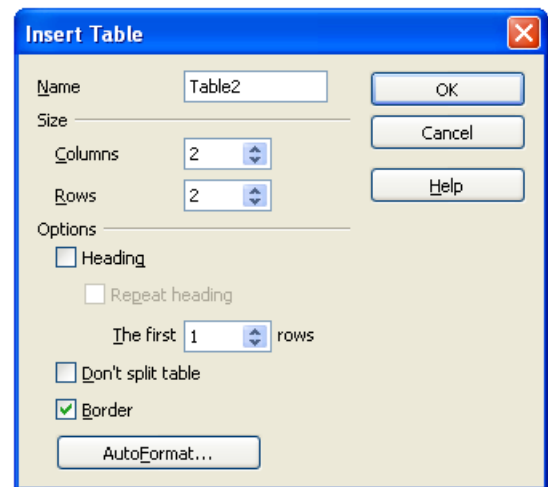 Insert Table
Name Table2 OK
Size
Cancel
Columns 2
Rows 2 Help
Options
Heading
Repeat heading
The first 1 rows
Don't split table
Border
AutoFormat...